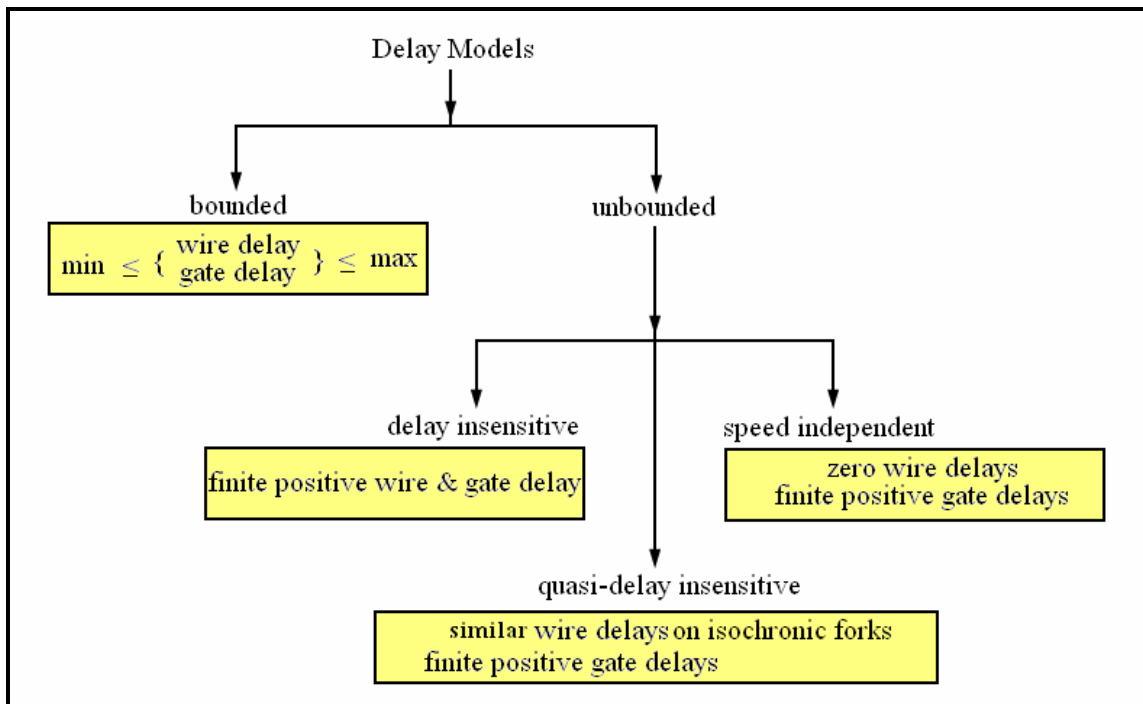 Delay Models
bounded
unbounded
wire delay
min ≤ { } ≤ max
gate delay
delay insensitive
speed independent
finite positive wire & gate delay
zero wire delays
finite positive gate delays
quasi-delay insensitive
similar wire delays on isochronic forks
finite positive gate delays